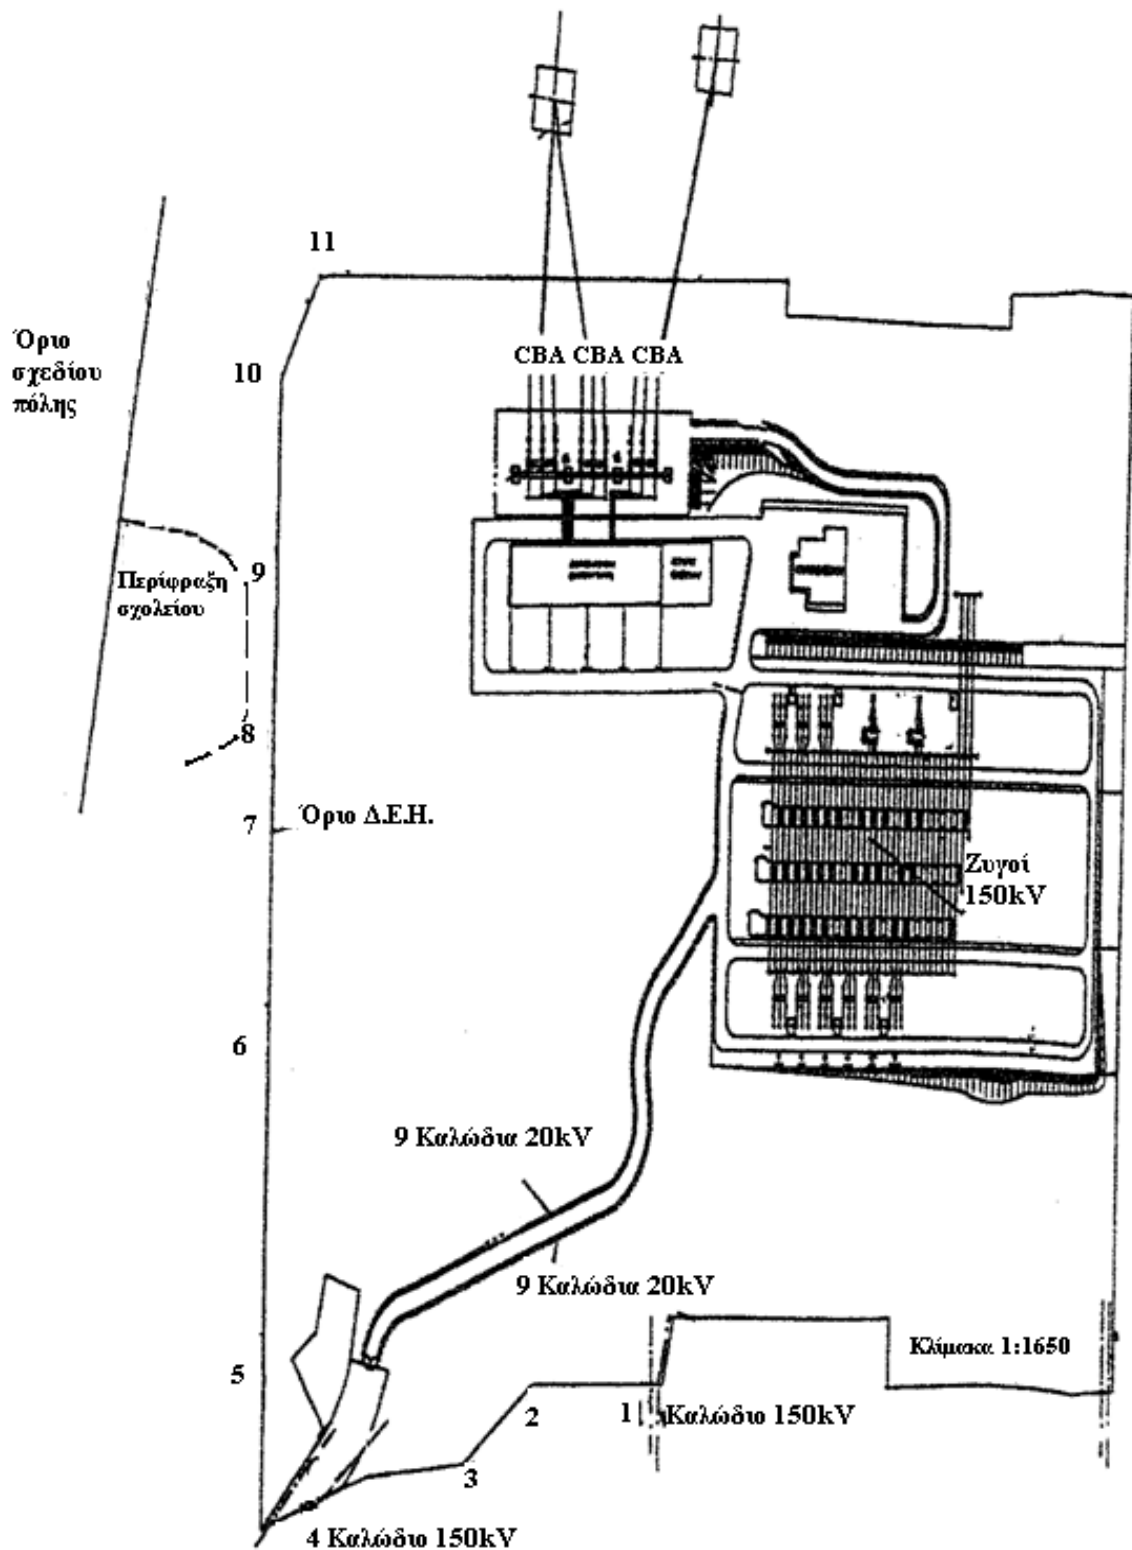 11
Όριο
σχεδίου
πόλης
10
CBA CBA CBA
9
Περίφραξη
σχολείου
8
7
Όριο Δ.Ε.Η.
Ζυγοί
150kV
6
9 Καλώδια 20kV
9 Καλώδια 20kV
Κλίμακα 1:1650
5
2
1
Καλώδιο 150kV
3
4 Καλώδιο 150kV